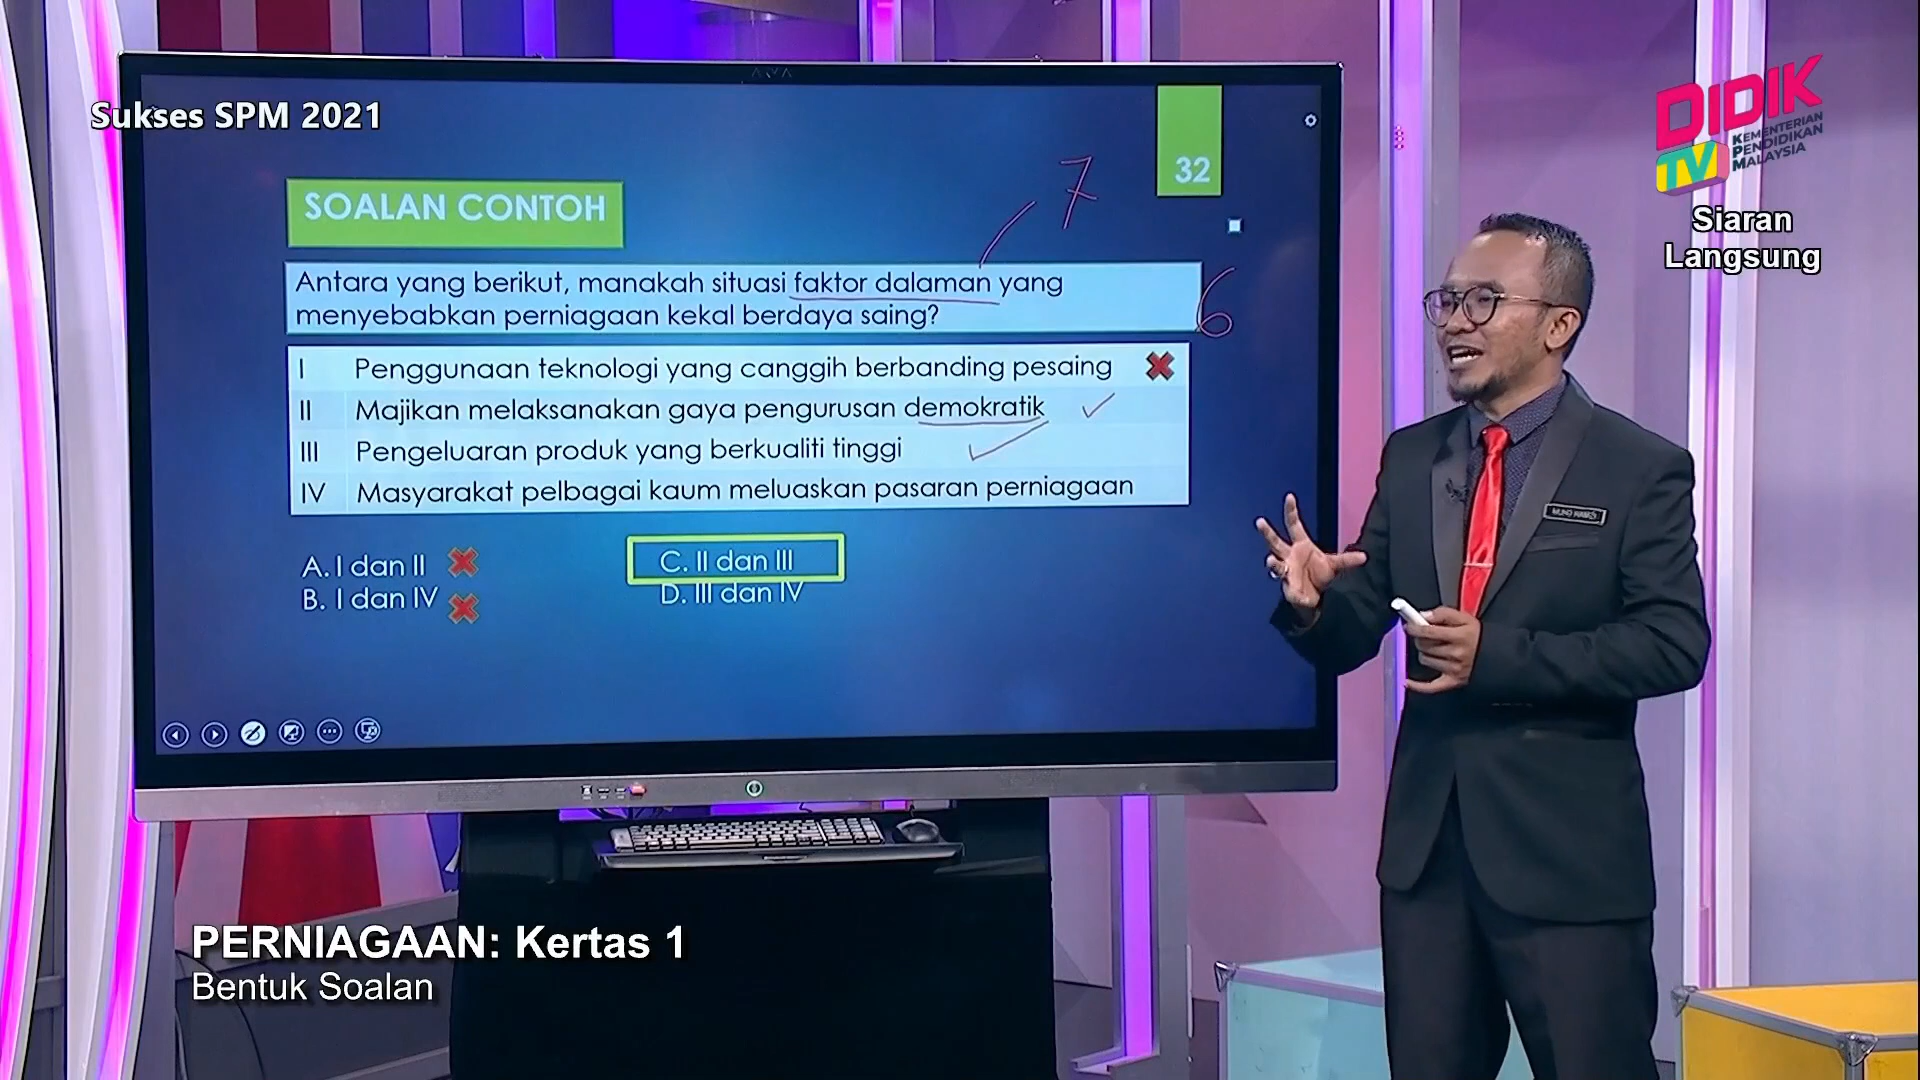 Sukses SPM 2021
DIDIK
TV
KEMENTERIAN
PENDIDIKAN
MALAYSIA
Siaran
Langsung
32
7
6
SOALAN CONTOH
Antara yang berikut, manakah situasi faktor dalaman yang
menyebabkan perniagaan kekal berdaya saing?
I Penggunaan teknologi yang canggih berbanding pesaing
II Majikan melaksanakan gaya pengurusan demokratik
III Pengeluaran produk yang berkualiti tinggi
IV Masyarakat pelbagai kaum meluaskan pasaran perniagaan
A. I dan II
B. I dan IV
C. II dan III
D. III dan IV
PERNIAGAAN: Kertas 1
Bentuk Soalan